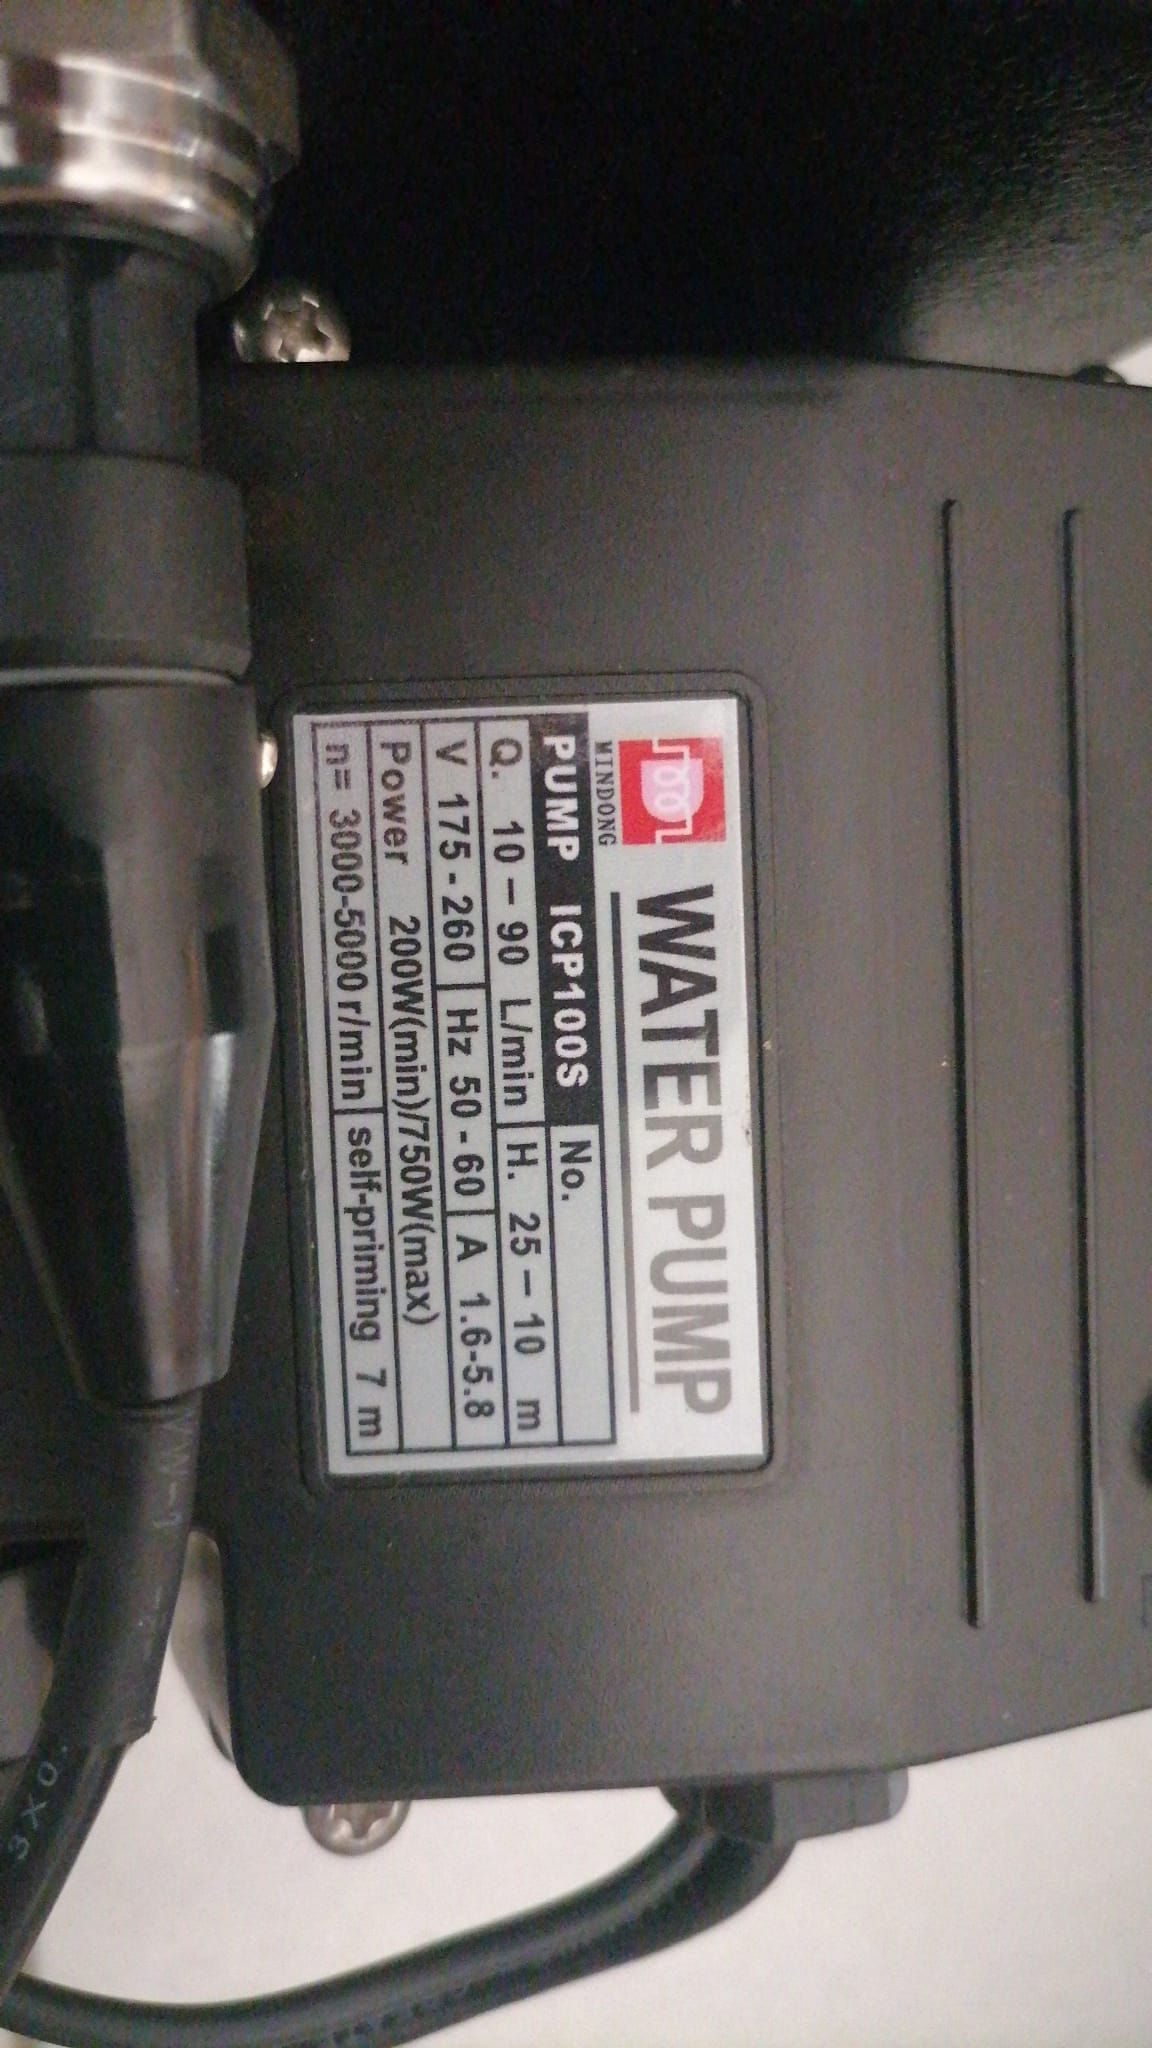 MINDONG
WATER PUMP
PUMP ICP100S No.
Q. 10 – 90 L/min H. 25 – 10 m
V 175 - 260 Hz 50 - 60 A 1.6-5.8
Power 200W(min)/750W(max)
n= 3000-5000 r/min self-priming 7 m
3X0.